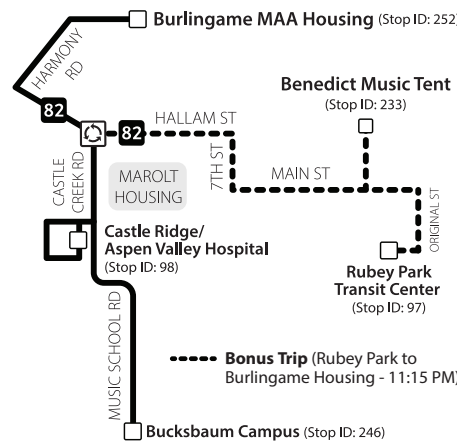 Burlingame MAA Housing (Stop ID: 252)
HARMONY
RD
82
82
HALLAM ST
Benedict Music Tent
(Stop ID: 233)
7TH ST
MAIN ST
CASTLE
CREEK RD
MAROLT
HOUSING
ORIGINAL ST
Castle Ridge/
Aspen Valley Hospital
(Stop ID: 98)
Rubey Park
Transit Center
(Stop ID: 97)
MUSIC SCHOOL RD
Bonus Trip (Rubey Park to
Burlingame Housing - 11:15 PM)
Bucksbaum Campus (Stop ID: 246)